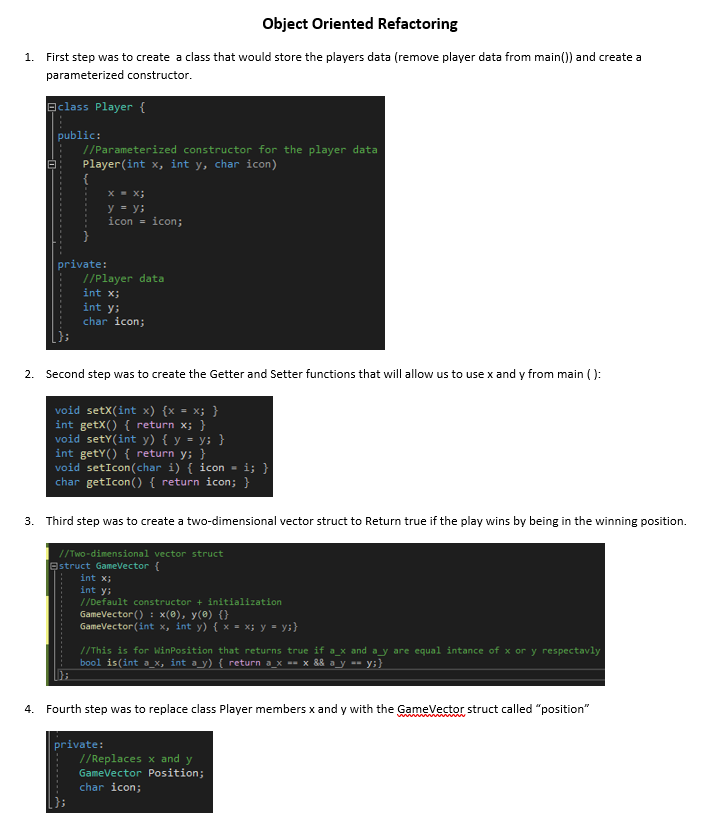 Object Oriented Refactoring
1. First step was to create a class that would store the players data (remove player data from main()) and create a
parameterized constructor.
class Player {
public:
//Parameterized constructor for the player data
Player(int x, int y, char icon)
{
x = x;
y = y;
icon = icon;
}
private:
//Player data
int x;
int y;
char icon;
};
2. Second step was to create the Getter and Setter functions that will allow us to use x and y from main ( ):
void setX(int x) {x = x; }
int getX() { return x; }
void setY(int y) { y = y; }
int getY() { return y; }
void setIcon(char i) { icon = i; }
char getIcon() { return icon; }
3. Third step was to create a two-dimensional vector struct to Return true if the play wins by being in the winning position.
//Two-dimensional vector struct
struct GameVector {
int x;
int y;
//Default constructor + initialization
GameVector() : x(0), y(0) {}
GameVector(int x, int y) { x = x; y = y;}
//This is for WinPosition that returns true if a_x and a_y are equal intance of x or y respectavly
bool is(int a_x, int a_y) { return a_x == x && a_y == y;}
};
4. Fourth step was to replace class Player members x and y with the GameVector struct called “position”
private:
//Replaces x and y
GameVector Position;
char icon;
};